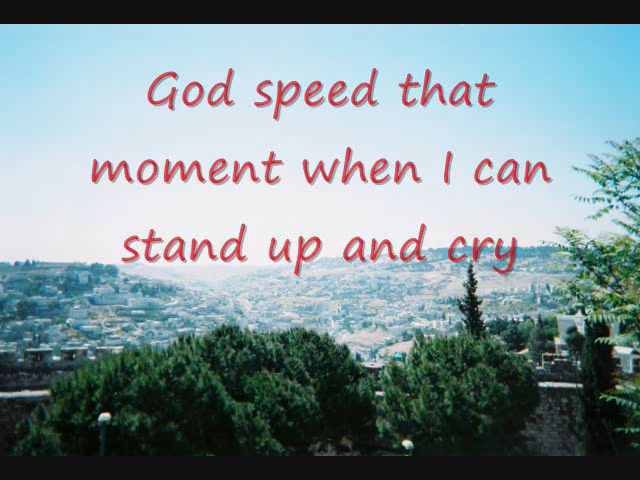 God speed that
moment when I can
stand up and cry